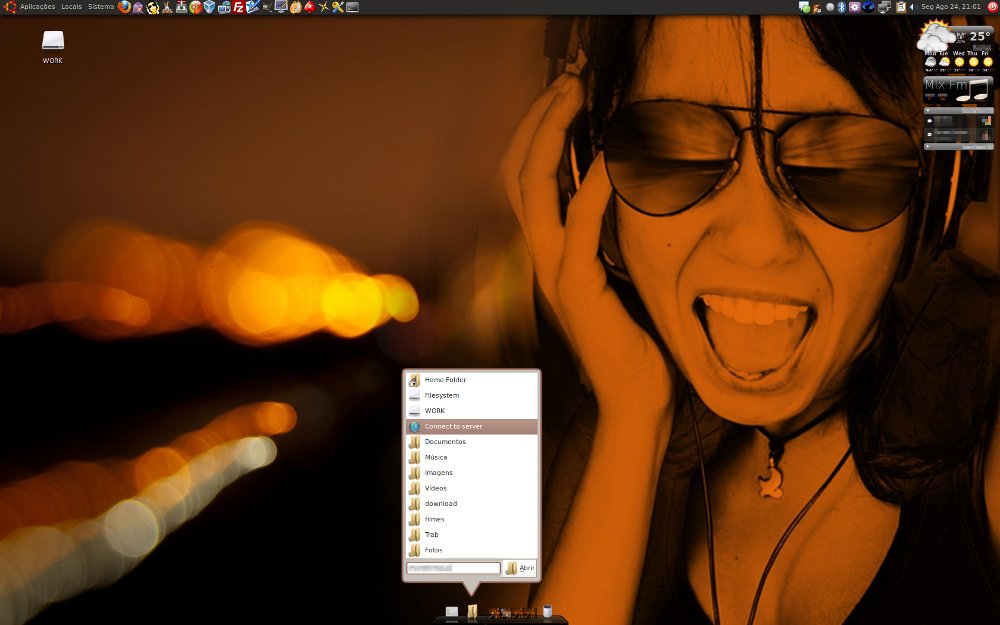 Aplicações Locais Sistema
Seg Ago 24, 21:01
WORK
25°
Mon Tue Wed Thu Fri
Mix Fm
Home Folder
Filesystem
WORK
Connect to server
Documentos
Música
Imagens
Vídeos
download
Filmes
Trab
Fotos
Abrir